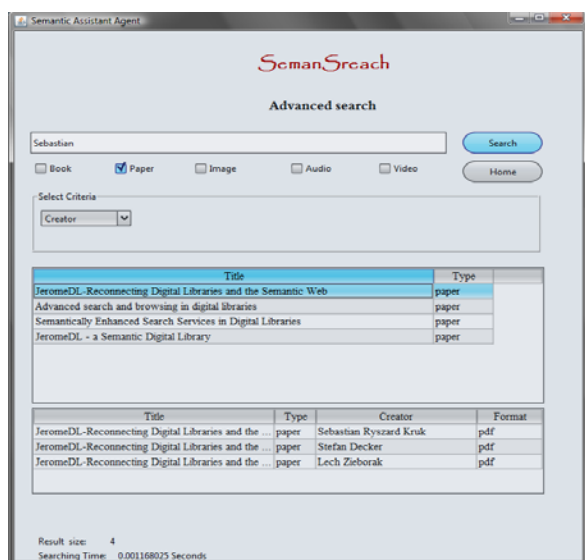 Semantic Assistant Agent
SemanSreach
Advanced search
Sebastian
Search
Book Paper Image Audio Video
Home
Select Criteria
Creator
Title Type
JeromeDL-Reconnecting Digital Libraries and the Semantic Web paper
Advanced search and browsing in digital libraries paper
Semantically Enhanced Search Services in Digital Libraries paper
JeromeDL - a Semantic Digital Library paper
Title Type Creator Format
JeromeDL-Reconnecting Digital Libraries and the ... paper Sebastian Ryszard Kruk pdf
JeromeDL-Reconnecting Digital Libraries and the ... paper Stefan Decker pdf
JeromeDL-Reconnecting Digital Libraries and the ... paper Lech Zieborak pdf
Result size: 4
Searching Time: 0.001168025 Seconds